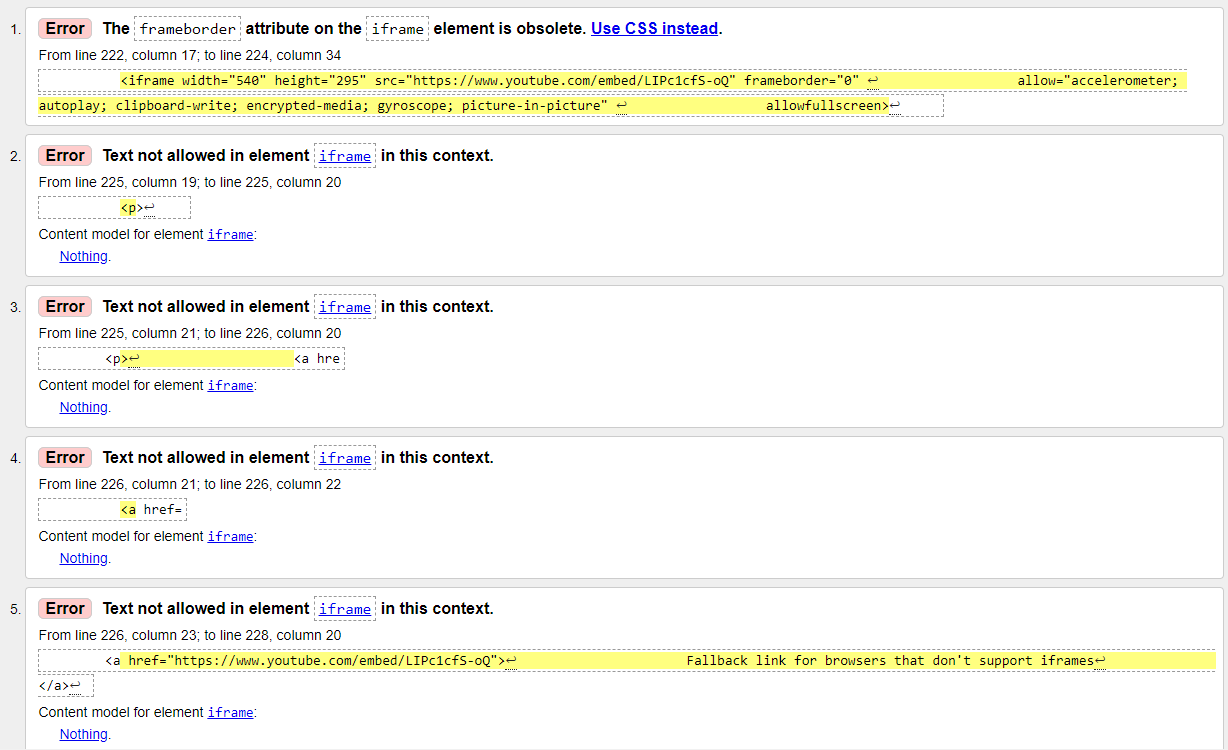 1. Error The frameborder attribute on the iframe element is obsolete. Use CSS instead.
From line 222, column 17; to line 224, column 34
<iframe width="540" height="295" src="https://www.youtube.com/embed/LIPc1cfS-oQ" frameborder="0" ↩ allow="accelerometer;
autoplay; clipboard-write; encrypted-media; gyroscope; picture-in-picture" ↩ allowfullscreen>↩
2. Error Text not allowed in element iframe in this context.
From line 225, column 19; to line 225, column 20
<p>↩
Content model for element iframe:
Nothing.
3. Error Text not allowed in element iframe in this context.
From line 225, column 21; to line 226, column 20
<p>↩ <a hre
Content model for element iframe:
Nothing.
4. Error Text not allowed in element iframe in this context.
From line 226, column 21; to line 226, column 22
<a href=
Content model for element iframe:
Nothing.
5. Error Text not allowed in element iframe in this context.
From line 226, column 23; to line 228, column 20
<a href="https://www.youtube.com/embed/LIPc1cfS-oQ">↩ Fallback link for browsers that don't support iframes↩
</a>↩
Content model for element iframe:
Nothing.